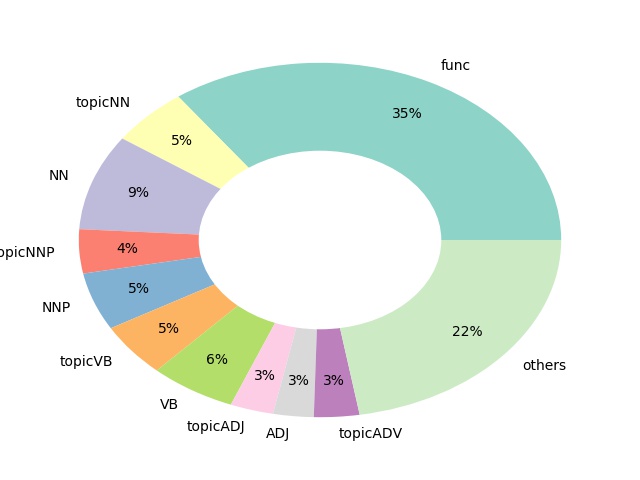 func
35%
topicNN
5%
NN
9%
opicNNP
4%
NNP
5%
topicVB
5%
VB
6%
topicADJ
3%
ADJ
3%
topicADV
3%
others
22%